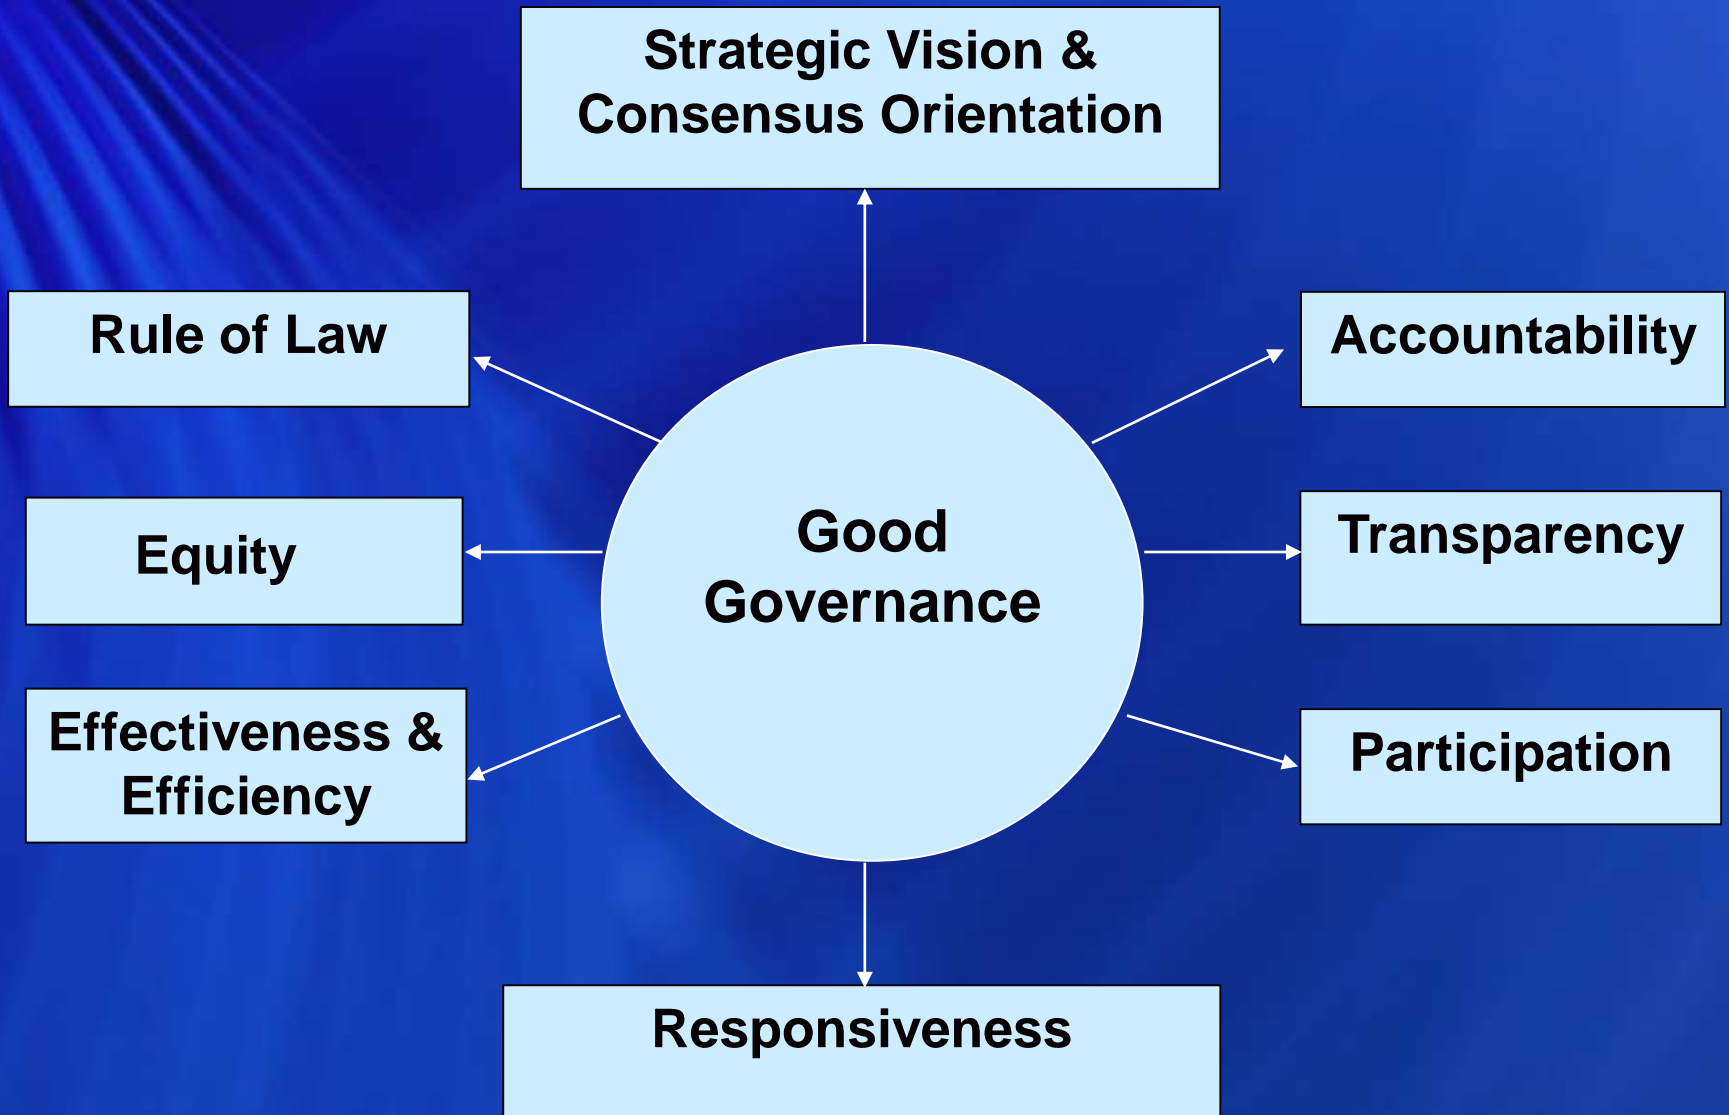 Strategic Vision &
Consensus Orientation
Rule of Law
Accountability
Good
Governance
Equity
Transparency
Effectiveness &
Efficiency
Participation
Responsiveness